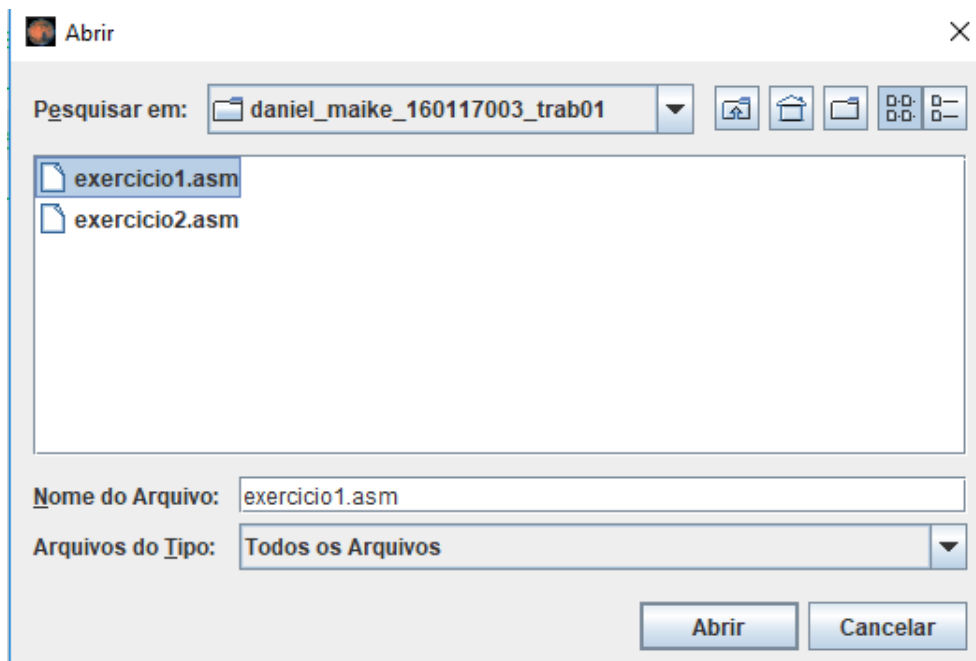 Abrir
Pesquisar em: daniel_maike_160117003_trab01
exercicio1.asm
exercicio2.asm
Nome do Arquivo: exercicio1.asm
Arquivos do Tipo: Todos os Arquivos
Abrir Cancelar